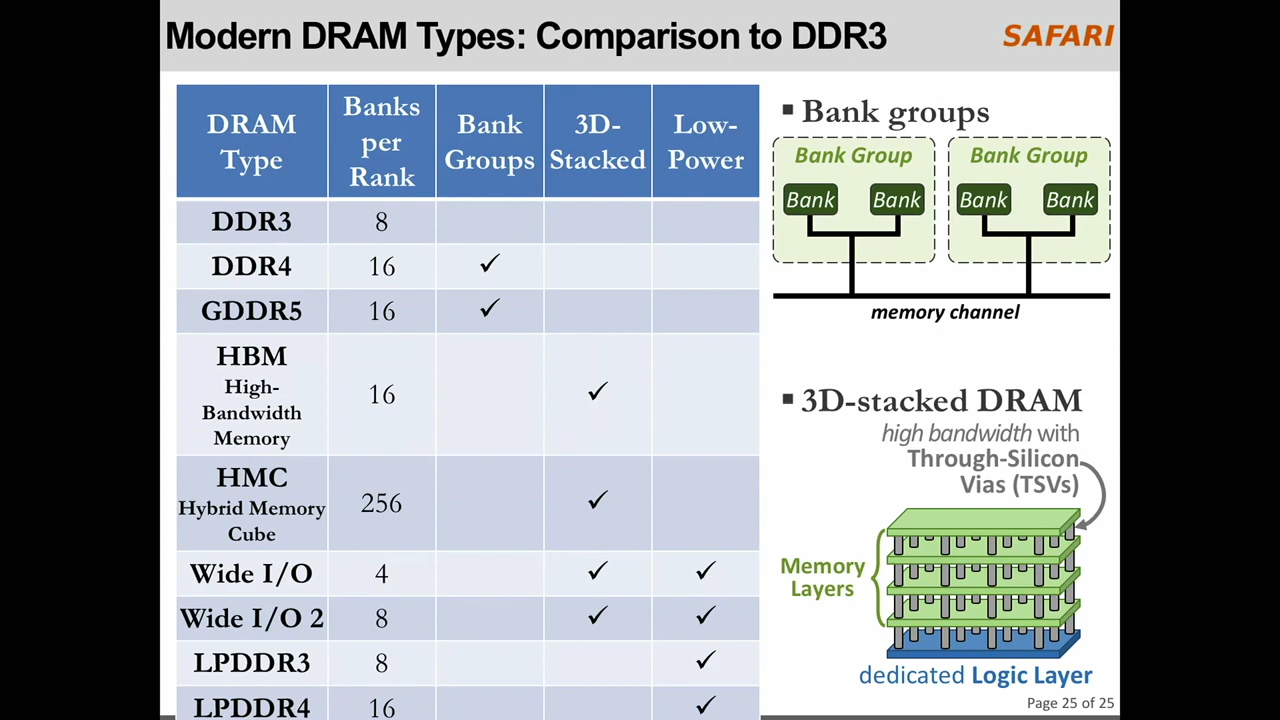 Modern DRAM Types: Comparison to DDR3
SAFARI
DRAM
Type
Banks
per
Rank
Bank
Groups
3D-
Stacked
Low-
Power
DDR3
8
DDR4
16
✓
GDDR5
16
✓
HBM
High-
Bandwidth
Memory
16
✓
HMC
Hybrid Memory
Cube
256
✓
Wide I/O
4
✓
✓
Wide I/O 2
8
✓
✓
LPDDR3
8
✓
LPDDR4
16
✓
▪ Bank groups
Bank Group
Bank Group
Bank
Bank
Bank
Bank
memory channel
▪ 3D-stacked DRAM
high bandwidth with
Through-Silicon
Vias (TSVs)
Memory
Layers
dedicated Logic Layer
Page 25 of 25